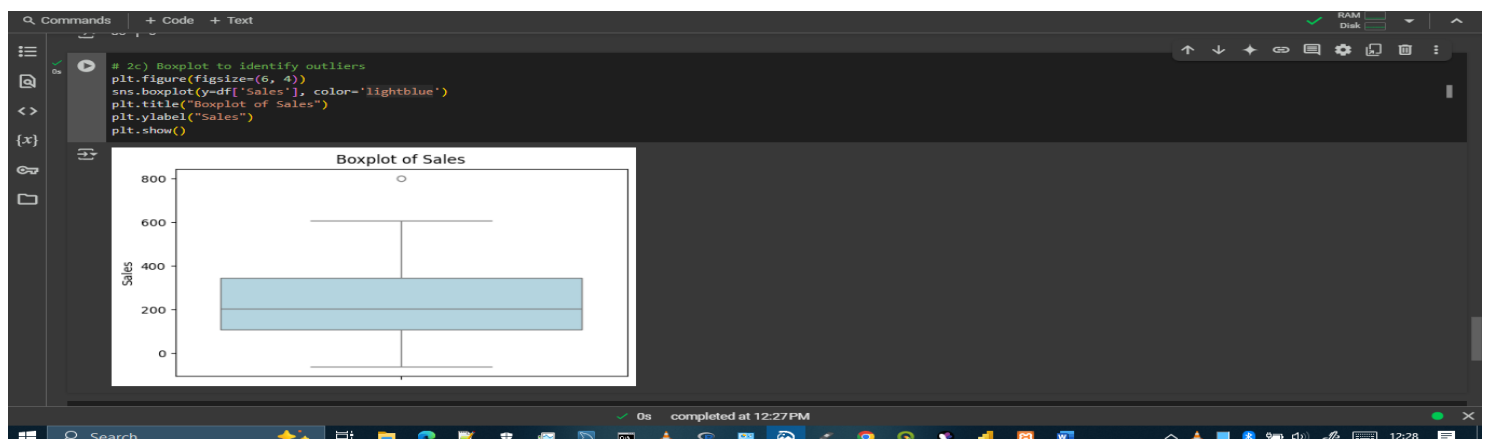 Commands + Code + Text
RAM
Disk
0s
# 2c) Boxplot to identify outliers
plt.figure(figsize=(6, 4))
sns.boxplot(y=df['Sales'], color='lightblue')
plt.title("Boxplot of Sales")
plt.ylabel("Sales")
plt.show()
{x}
Boxplot of Sales
800
600
400
200
0
Sales
0s completed at 12:27 PM
Search
12:28